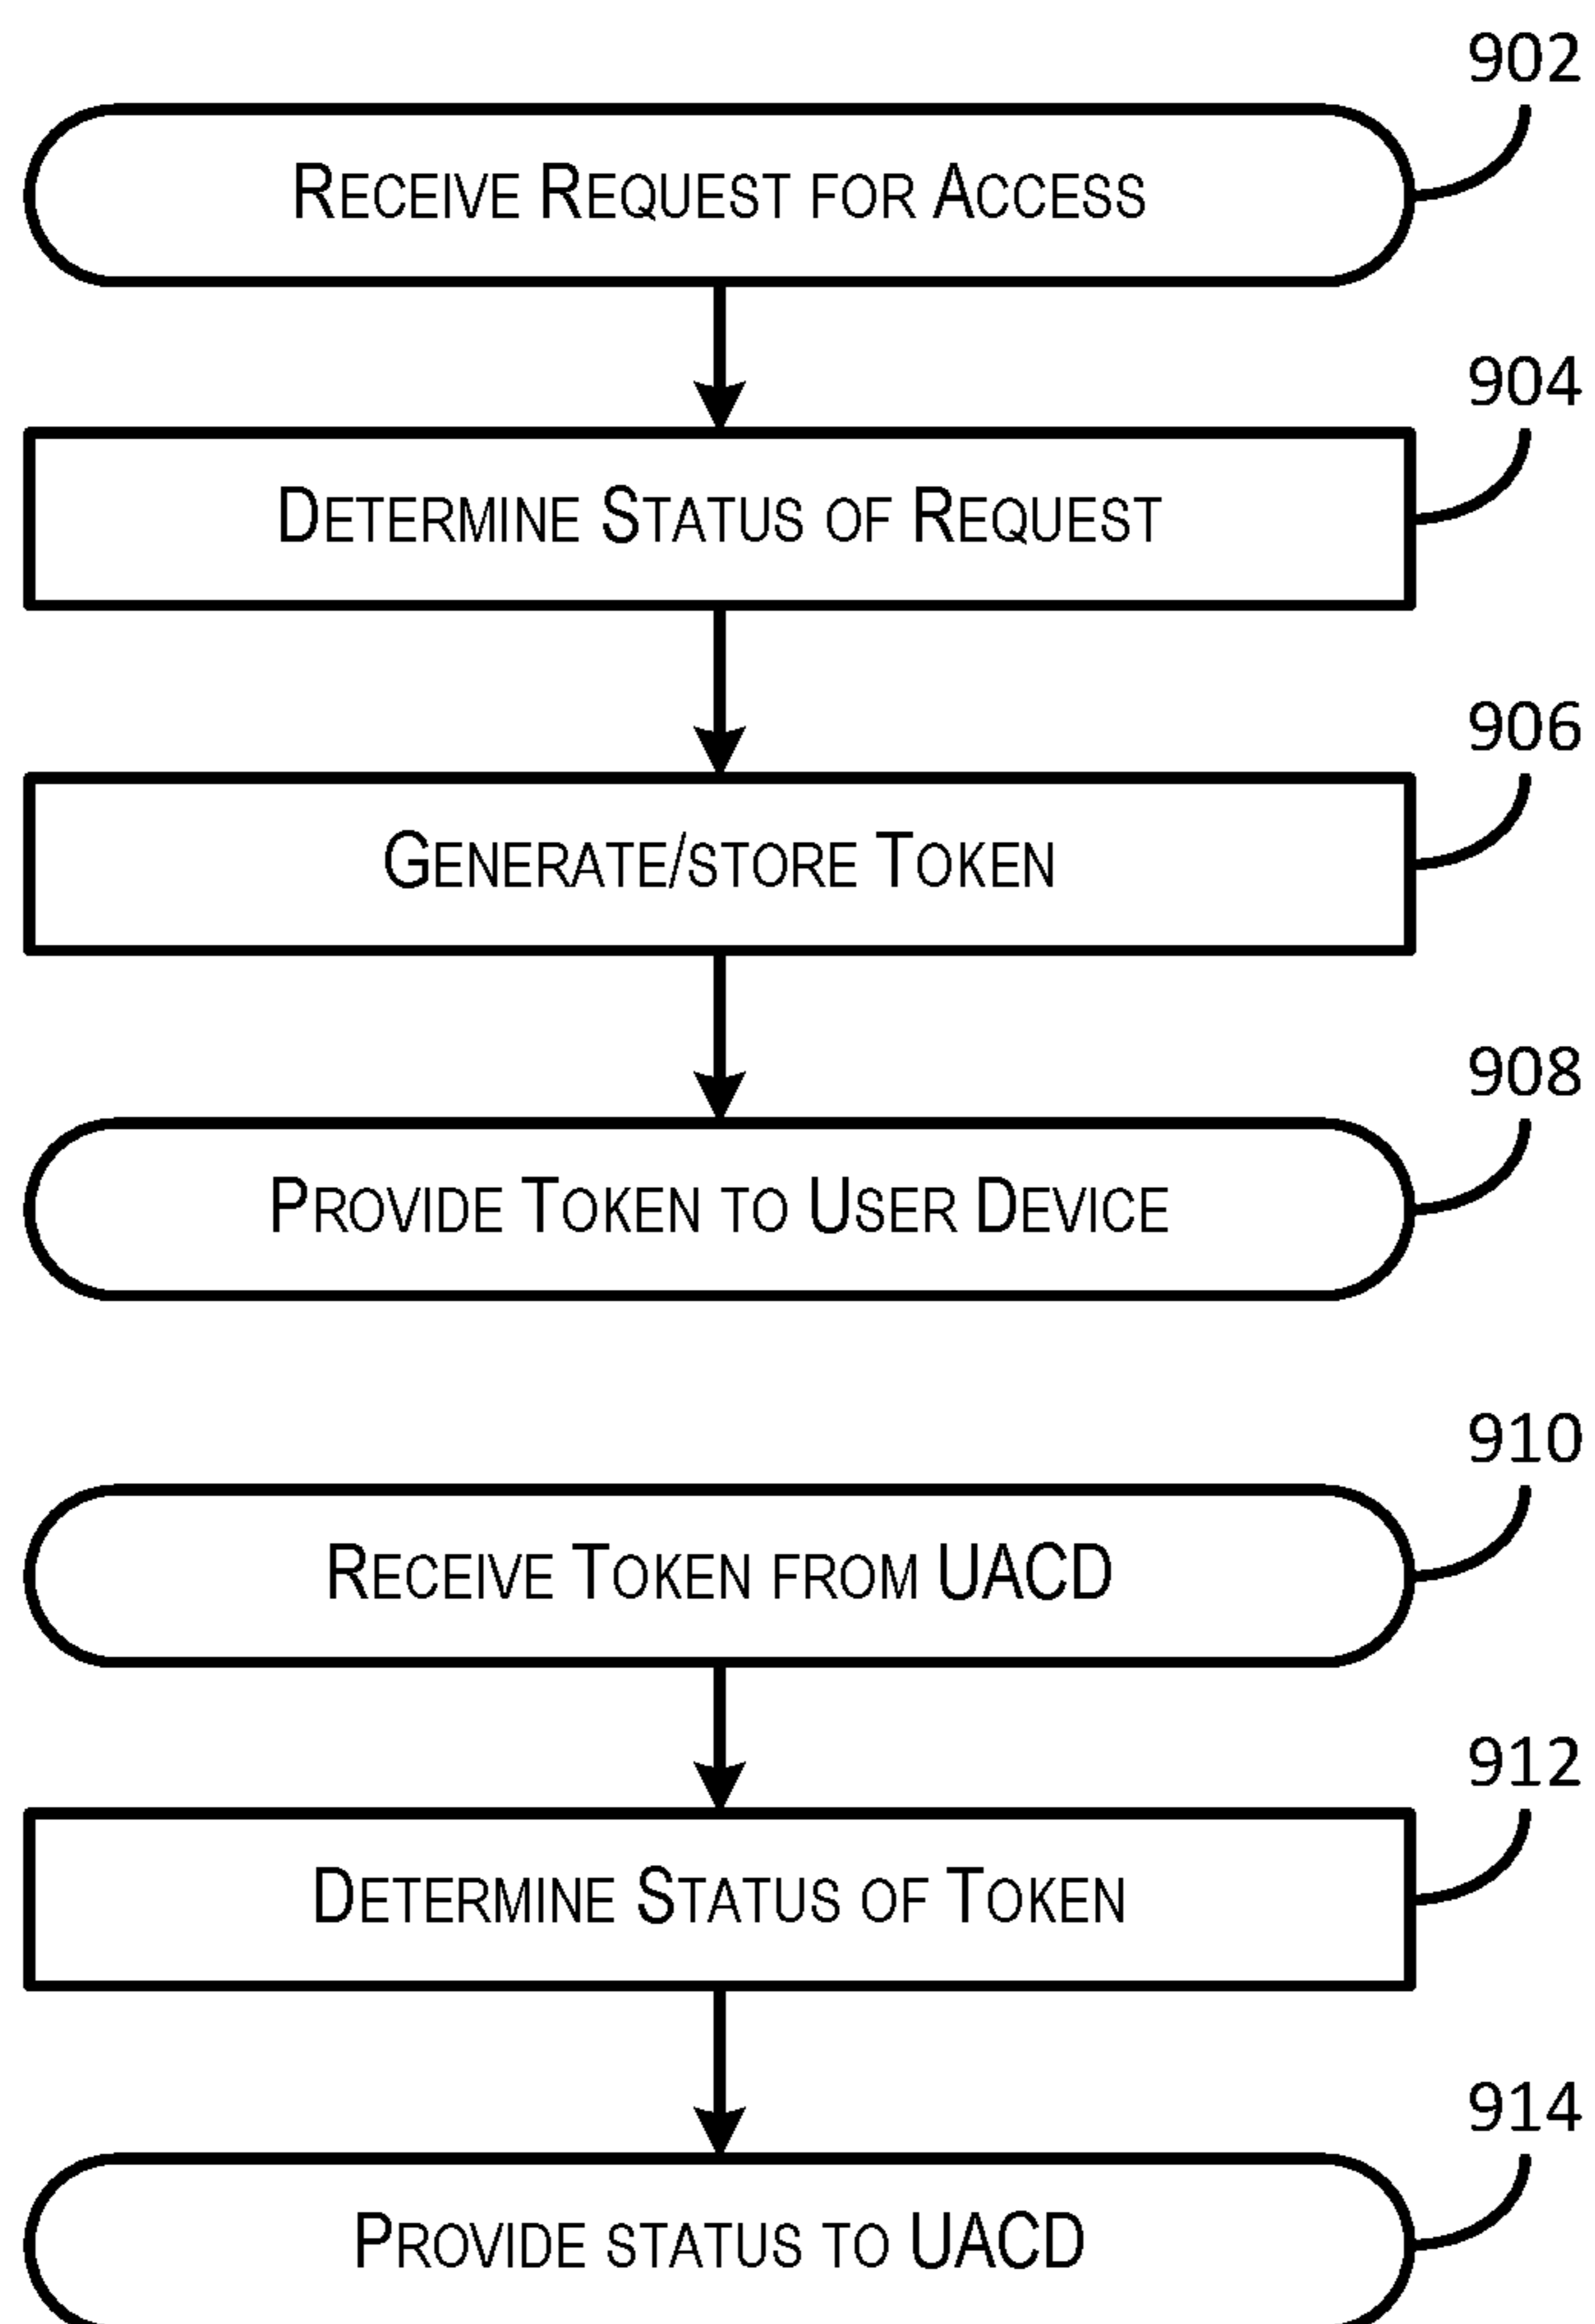 902
RECEIVE REQUEST FOR ACCESS
904
DETERMINE STATUS OF REQUEST
906
GENERATE/STORE TOKEN
908
PROVIDE TOKEN TO USER DEVICE
910
RECEIVE TOKEN FROM UACD
912
DETERMINE STATUS OF TOKEN
914
PROVIDE STATUS TO UACD